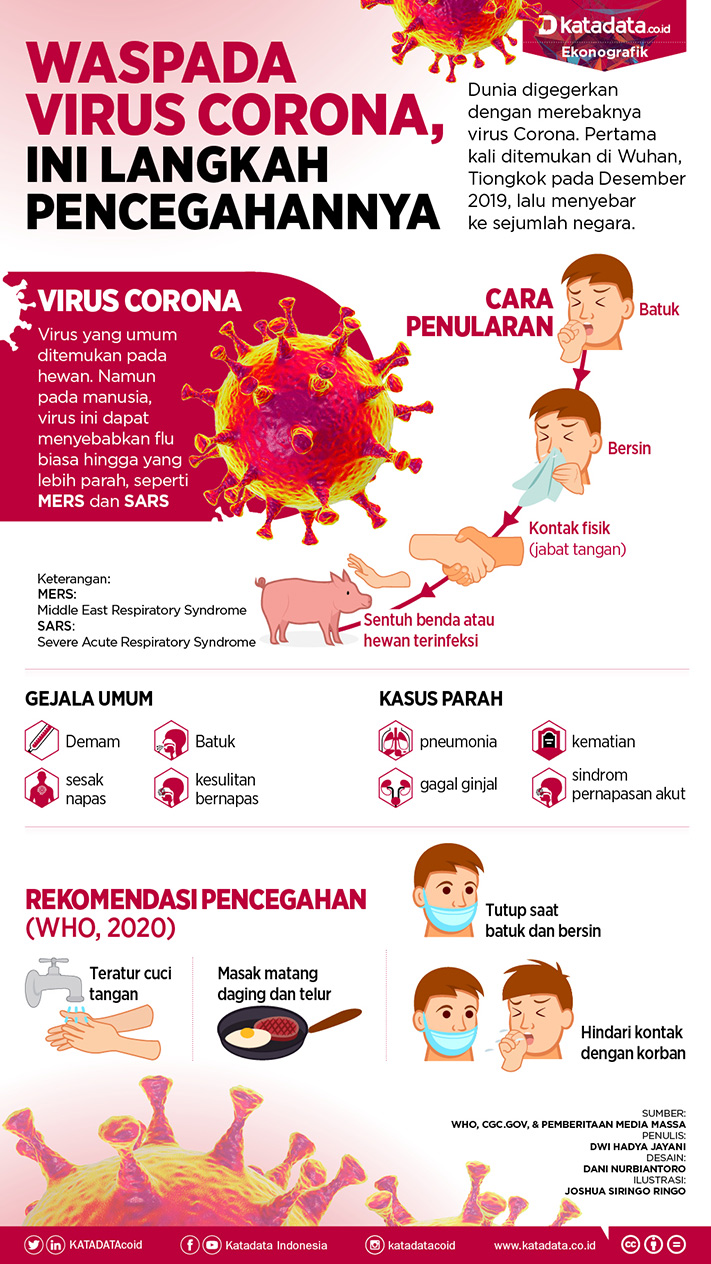 Dkatadata.co.id
Ekonografik
WASPADA
VIRUS CORONA,
INI LANGKAH
PENCEGAHANNYA
Dunia digegerkan
dengan merebaknya
virus Corona. Pertama
kali ditemukan di Wuhan,
Tiongkok pada Desember
2019, lalu menyebar
ke sejumlah negara.
VIRUS CORONA
Virus yang umum
ditemukan pada
hewan. Namun
pada manusia,
virus ini dapat
menyebabkan flu
biasa hingga yang
lebih parah, seperti
MERS dan SARS
CARA
PENULARAN
Batuk
Bersin
Kontak fisik
(jabat tangan)
Sentuh benda atau
hewan terinfeksi
Keterangan:
MERS:
Middle East Respiratory Syndrome
SARS:
Severe Acute Respiratory Syndrome
GEJALA UMUM
Demam
Batuk
sesak
napas
kesulitan
bernapas
KASUS PARAH
pneumonia
kematian
gagal ginjal
sindrom
pernapasan akut
REKOMENDASI PENCEGAHAN
(WHO, 2020)
Teratur cuci
tangan
Masak matang
daging dan telur
Tutup saat
batuk dan bersin
Hindari kontak
dengan korban
SUMBER:
WHO, CGC.GOV, & PEMBERITAAN MEDIA MASSA
PENULIS:
DWI HADYA JAYANI
DESAIN:
DANI NURBIANTORO
ILUSTRASI:
JOSHUA SIRINGO RINGO
KATADATAcoid
Katadata Indonesia
katadatacoid
www.katadata.co.id